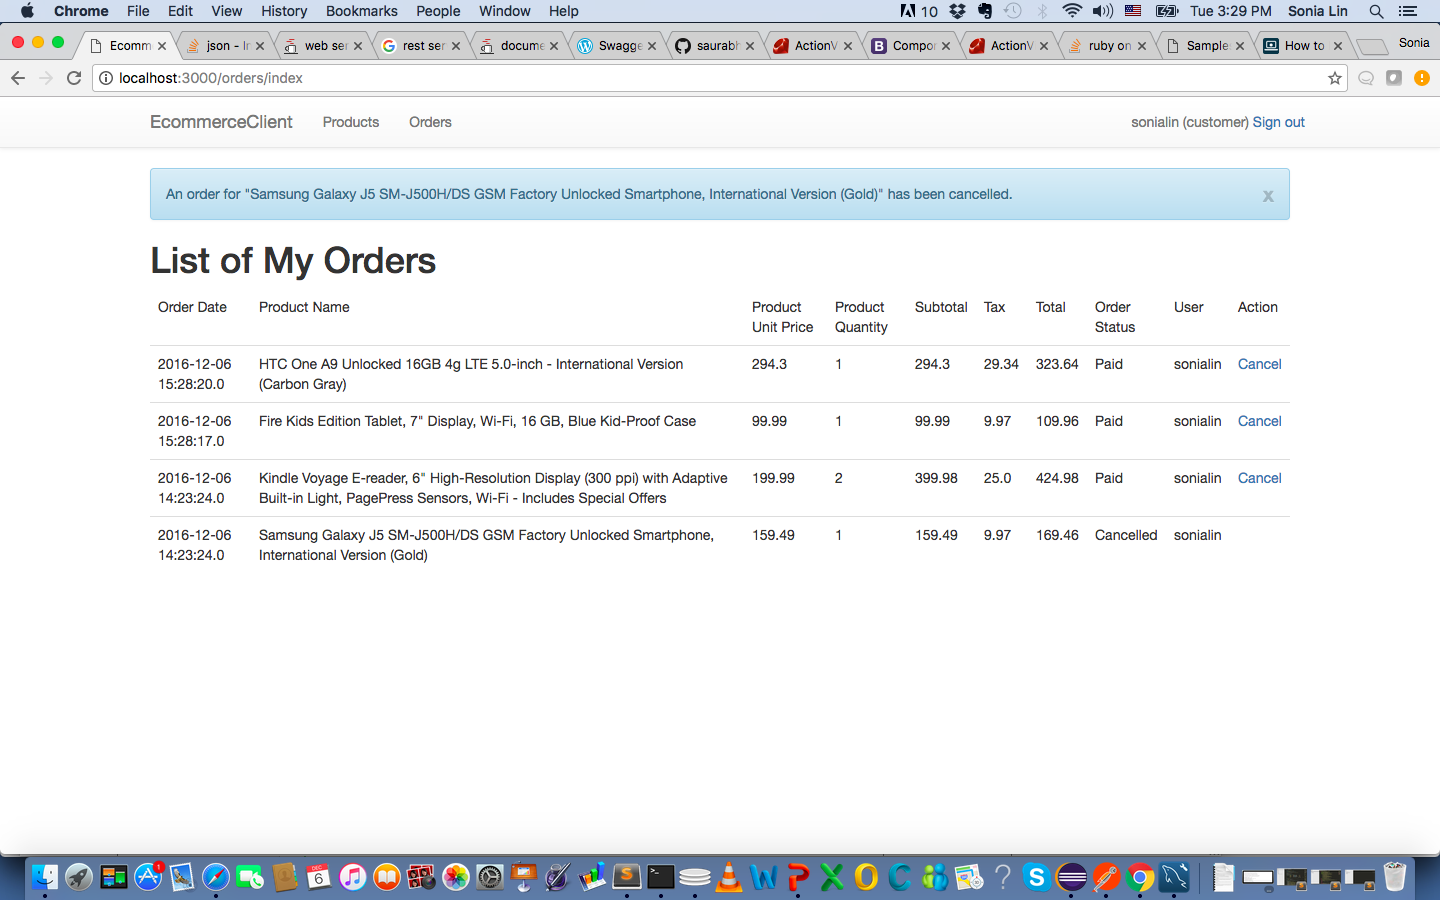 Chrome File Edit View History Bookmarks People Window Help 10 Tue 3:29 PM Sonia Lin
Ecomm json - Ir web ser rest ser docume Swagge saurabh ActionV Compor ActionV ruby on Sample How to Sonia
localhost:3000/orders/index
EcommerceClient Products Orders sonialin (customer) Sign out
An order for "Samsung Galaxy J5 SM-J500H/DS GSM Factory Unlocked Smartphone, International Version (Gold)" has been cancelled. x
List of My Orders
Order Date Product Name Product Unit Price Product Quantity Subtotal Tax Total Order Status User Action
2016-12-06 HTC One A9 Unlocked 16GB 4g LTE 5.0-inch - International Version 294.3 1 294.3 29.34 323.64 Paid sonialin Cancel
15:28:20.0 (Carbon Gray)
2016-12-06 Fire Kids Edition Tablet, 7" Display, Wi-Fi, 16 GB, Blue Kid-Proof Case 99.99 1 99.99 9.97 109.96 Paid sonialin Cancel
15:28:17.0
2016-12-06 Kindle Voyage E-reader, 6" High-Resolution Display (300 ppi) with Adaptive 199.99 2 399.98 25.0 424.98 Paid sonialin Cancel
14:23:24.0 Built-in Light, PagePress Sensors, Wi-Fi - Includes Special Offers
2016-12-06 Samsung Galaxy J5 SM-J500H/DS GSM Factory Unlocked Smartphone, 159.49 1 159.49 9.97 169.46 Cancelled sonialin
14:23:24.0 International Version (Gold)